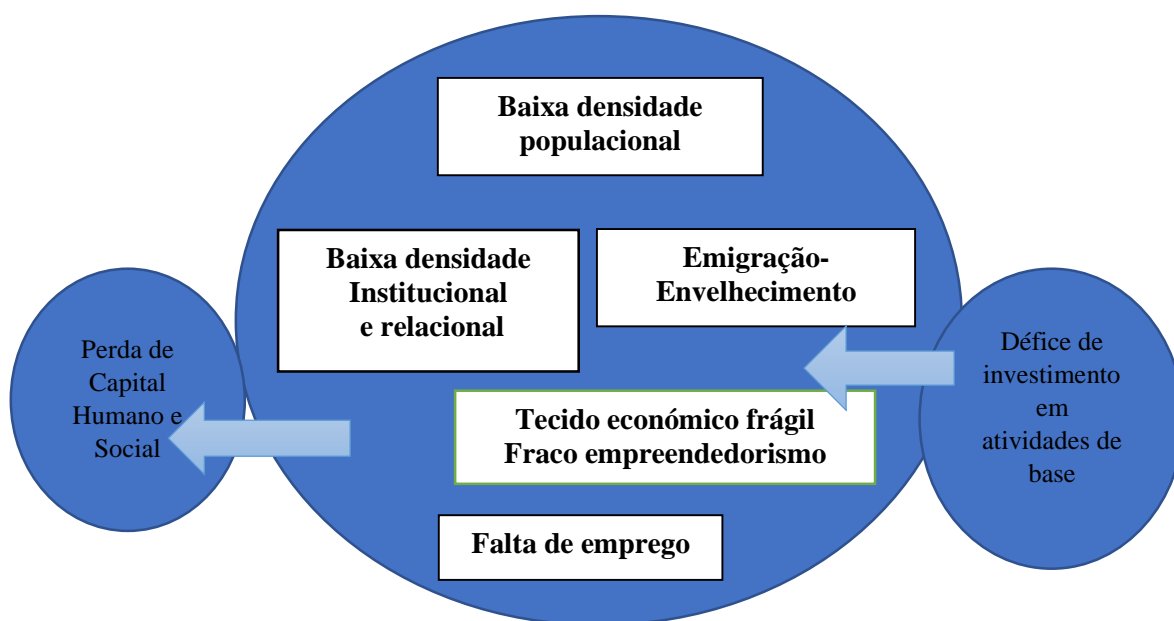 Baixa densidade
populacional
Baixa densidade
Institucional
e relacional
Emigração-
Envelhecimento
Perda de
Capital
Humano e
Social
Défice de
investimento
em
atividades de
base
Tecido económico frágil
Fraco empreendedorismo
Falta de emprego